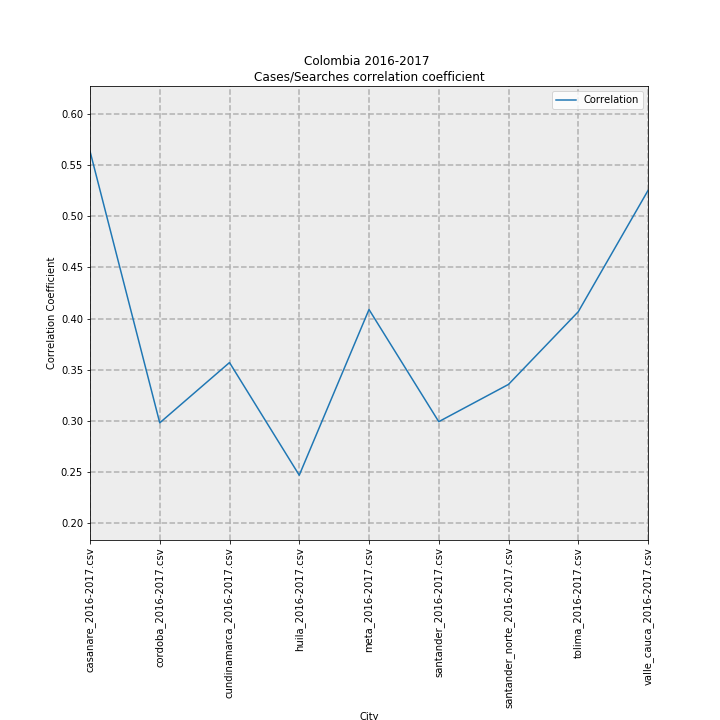 Colombia 2016-2017
Cases/Searches correlation coefficient
Correlation
0.60
0.55
0.50
0.45
0.40
0.35
0.30
0.25
0.20
Correlation Coefficient
casanare_2016-2017.csv
cordoba_2016-2017.csv
cundinamarca_2016-2017.csv
huila_2016-2017.csv
meta_2016-2017.csv
santander_2016-2017.csv
santander_norte_2016-2017.csv
tolima_2016-2017.csv
valle_cauca_2016-2017.csv
City